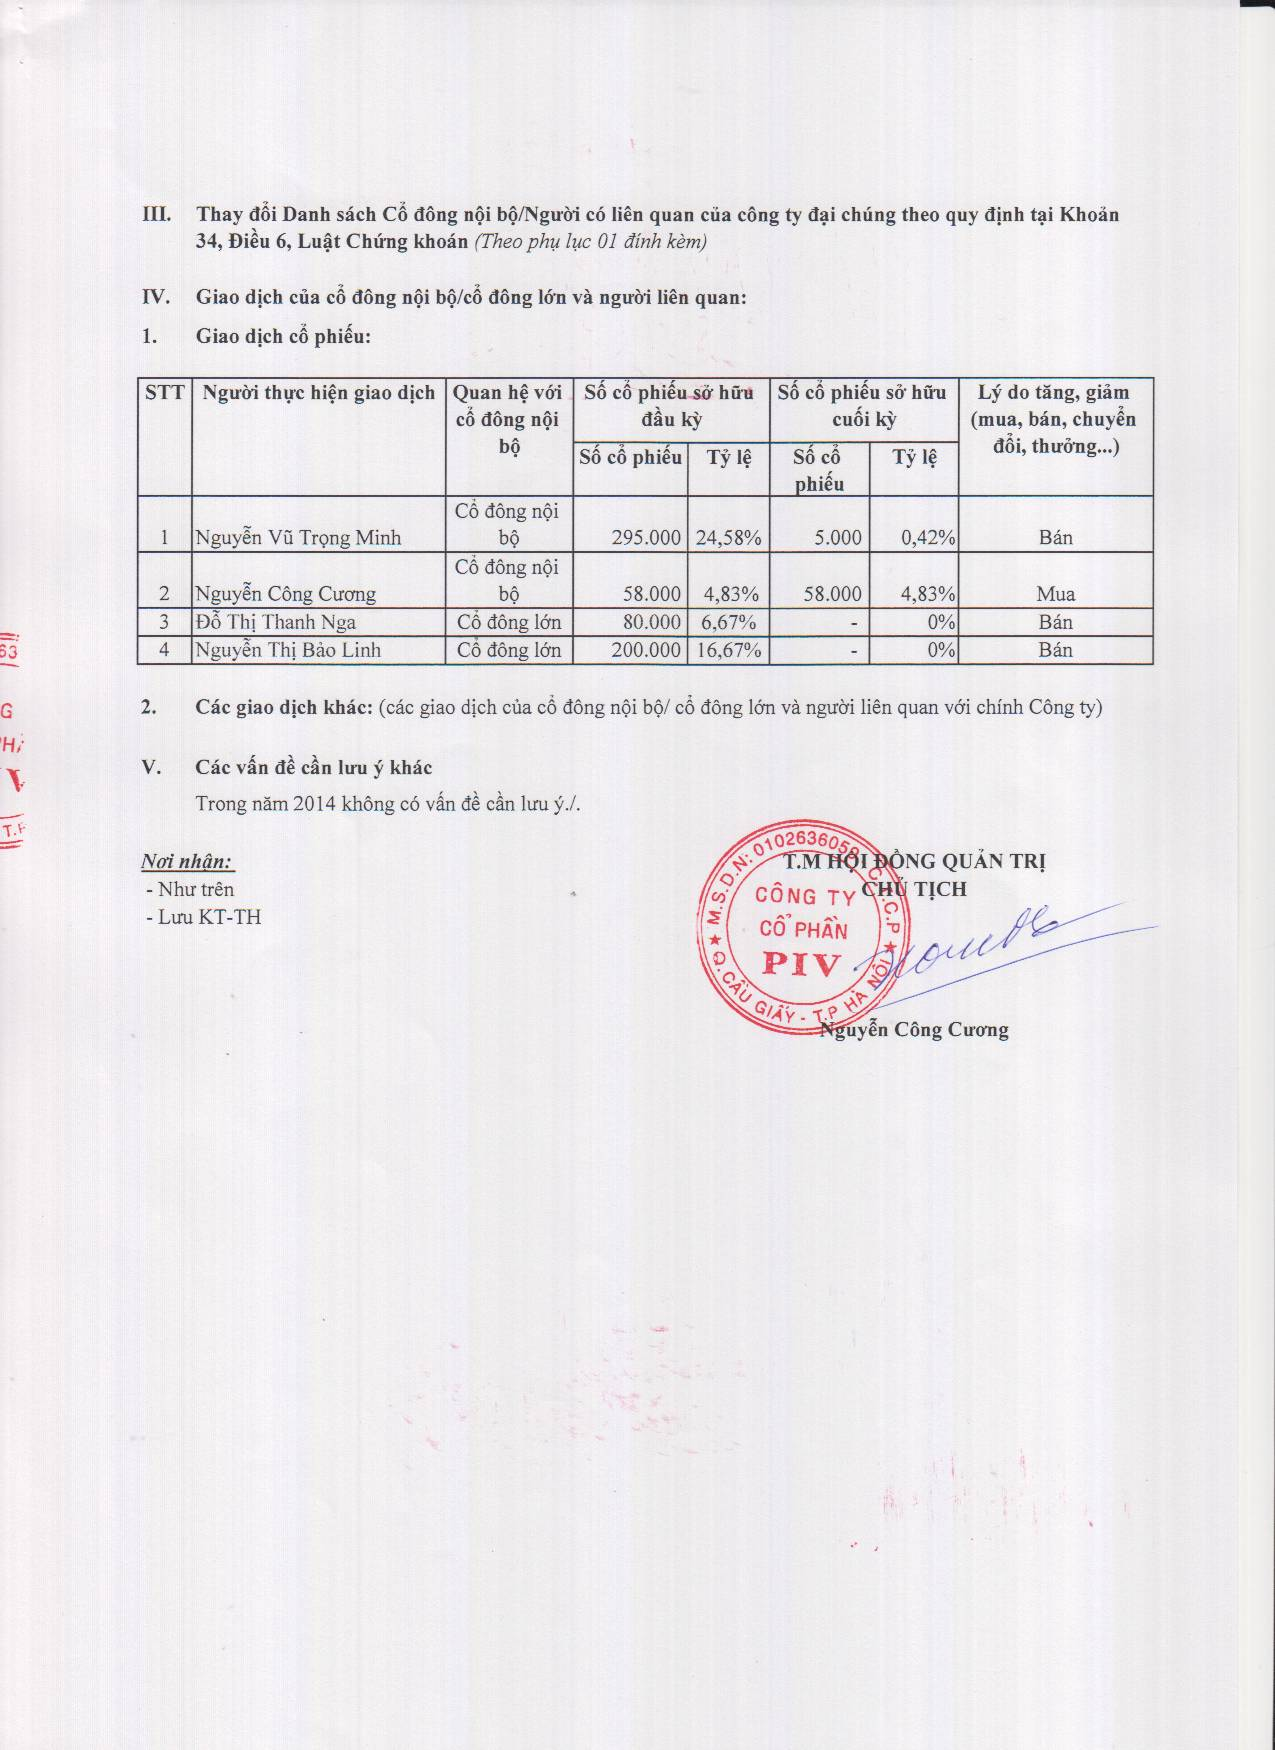 III. Thay đổi Danh sách Cổ đông nội bộ/Người có liên quan của công ty đại chúng theo quy định tại Khoản
34, Điều 6, Luật Chứng khoán (Theo phụ lục 01 đính kèm)
IV. Giao dịch của cổ đông nội bộ/cổ đông lớn và người liên quan:
1. Giao dịch cổ phiếu:
STT Người thực hiện giao dịch Quan hệ với cổ đông nội bộ Số cổ phiếu sở hữu đầu kỳ Số cổ phiếu sở hữu cuối kỳ Lý do tăng, giảm (mua, bán, chuyển đổi, thưởng...)
Số cổ phiếu Tỷ lệ Số cổ phiếu Tỷ lệ
1 Nguyễn Vũ Trọng Minh Cổ đông nội bộ 295.000 24,58% 5.000 0,42% Bán
2 Nguyễn Công Cương Cổ đông nội bộ 58.000 4,83% 58.000 4,83% Mua
3 Đỗ Thị Thanh Nga Cổ đông lớn 80.000 6,67% - 0% Bán
4 Nguyễn Thị Bảo Linh Cổ đông lớn 200.000 16,67% - 0% Bán
2. Các giao dịch khác: (các giao dịch của cổ đông nội bộ/ cổ đông lớn và người liên quan với chính Công ty)
V. Các vấn đề cần lưu ý khác
Trong năm 2014 không có vấn đề cần lưu ý./.
Nơi nhận:
- Như trên
- Lưu KT-TH
T.M HỘI ĐỒNG QUẢN TRỊ
CHỦ TỊCH
M.S.D.N: 0102636059 C.T.C.P
CÔNG TY
CỔ PHẦN
PIV
Q. CẦU GIẤY - T.P HÀ NỘI
Nguyễn Công Cương
63
G
PHẦ
T.P